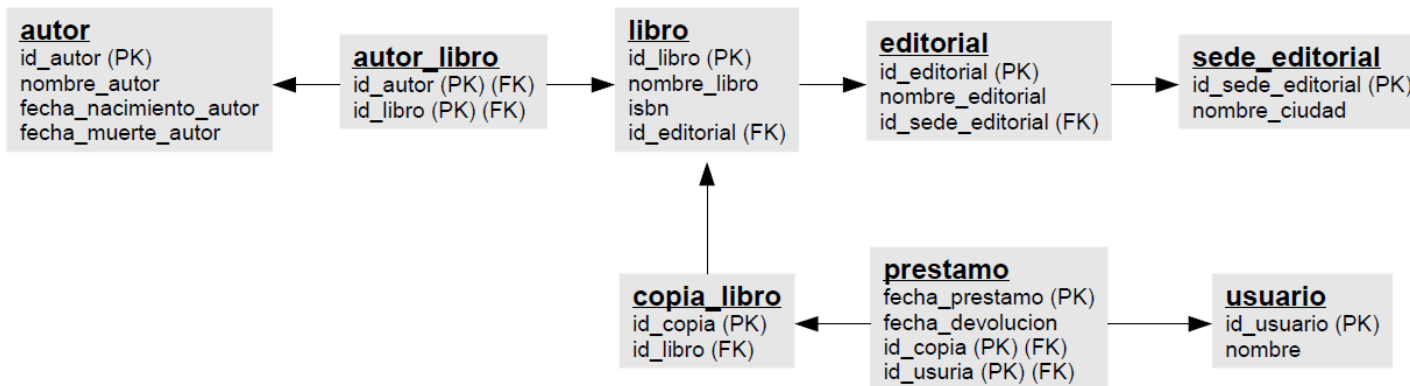 autor
id_autor (PK)
nombre_autor
fecha_nacimiento_autor
fecha_muerte_autor
autor_libro
id_autor (PK) (FK)
id_libro (PK) (FK)
libro
id_libro (PK)
nombre_libro
isbn
id_editorial (FK)
editorial
id_editorial (PK)
nombre_editorial
id_sede_editorial (FK)
sede_editorial
id_sede_editorial (PK)
nombre_ciudad
copia_libro
id_copia (PK)
id_libro (FK)
prestamo
fecha_prestamo (PK)
fecha_devolucion
id_copia (PK) (FK)
id_usuria (PK) (FK)
usuario
id_usuario (PK)
nombre